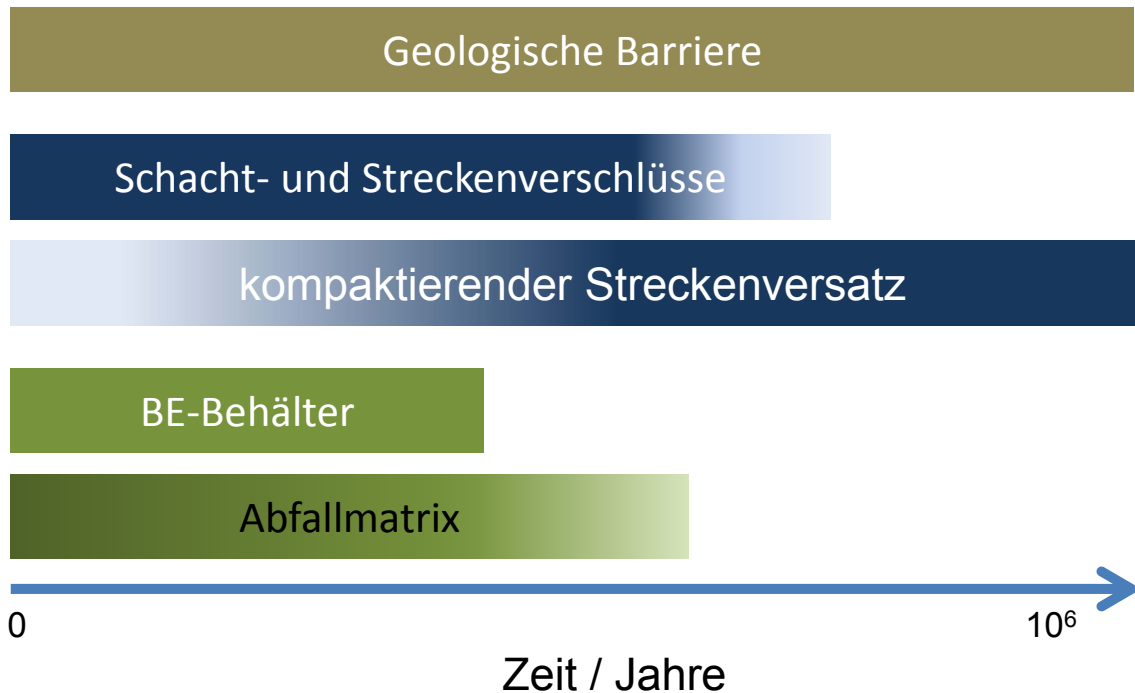 Geologische Barriere
Schacht- und Streckenverschlüsse
kompaktierender Streckenversatz
BE-Behälter
Abfallmatrix
0 10⁶
Zeit / Jahre